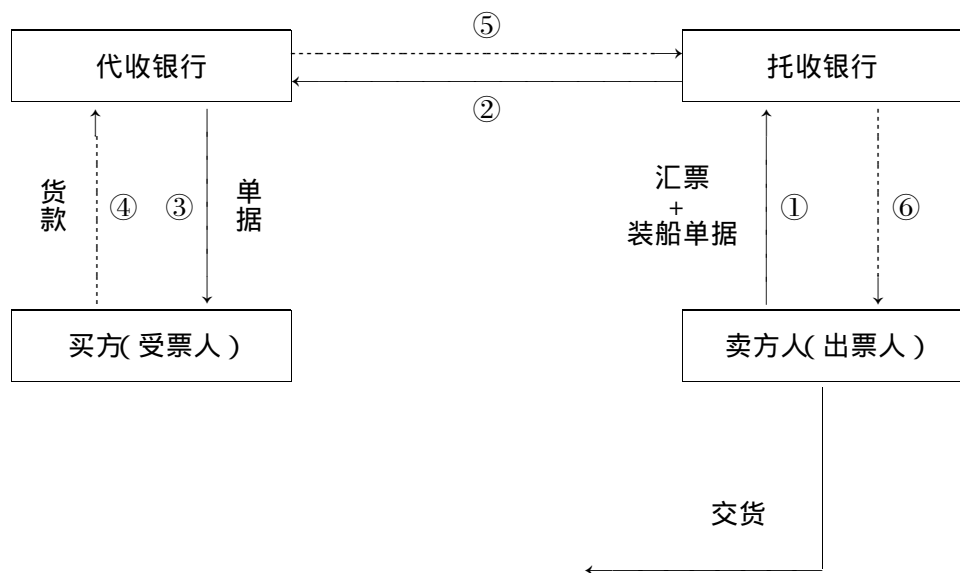 ⑤
代收银行
托收银行
②
货款
④
③
单据
汇票
+
装船单据
①
⑥
买方(受票人)
卖方人(出票人)
交货